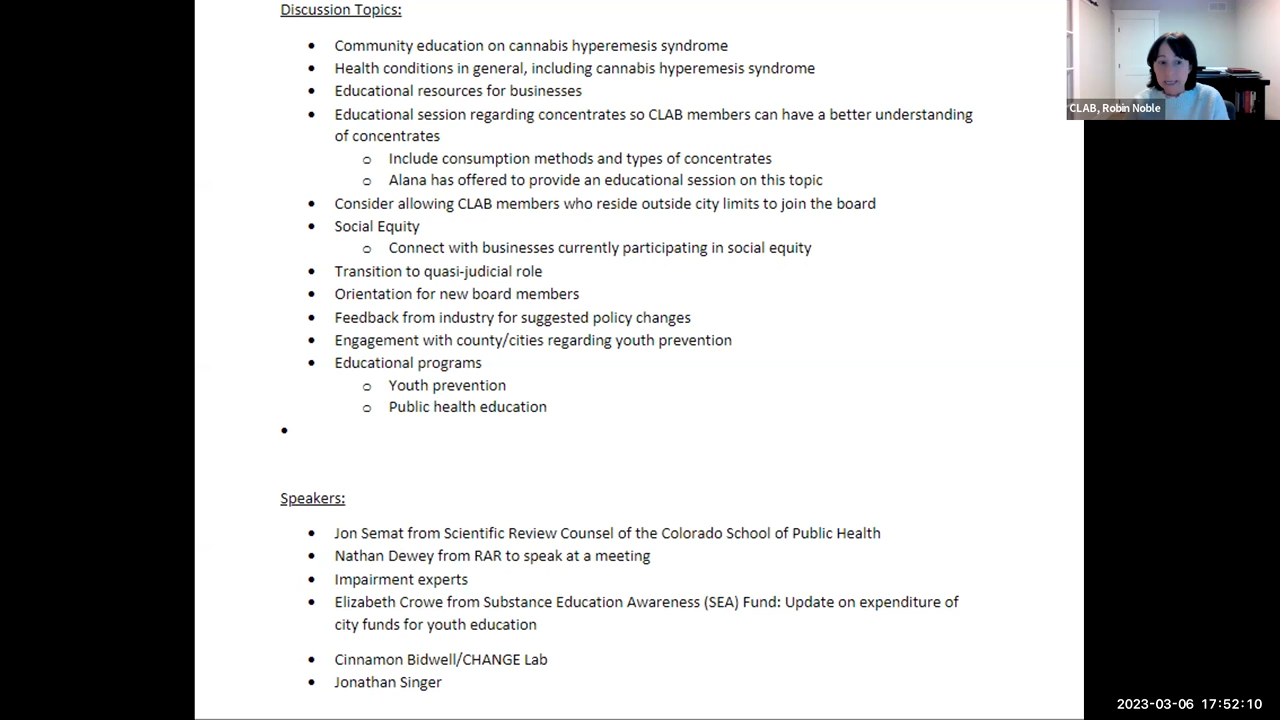 Discussion Topics:
• Community education on cannabis hyperemesis syndrome
• Health conditions in general, including cannabis hyperemesis syndrome
• Educational resources for businesses
• Educational session regarding concentrates so CLAB members can have a better understanding
of concentrates
o Include consumption methods and types of concentrates
o Alana has offered to provide an educational session on this topic
• Consider allowing CLAB members who reside outside city limits to join the board
• Social Equity
o Connect with businesses currently participating in social equity
• Transition to quasi-judicial role
• Orientation for new board members
• Feedback from industry for suggested policy changes
• Engagement with county/cities regarding youth prevention
• Educational programs
o Youth prevention
o Public health education
•
Speakers:
• Jon Semat from Scientific Review Counsel of the Colorado School of Public Health
• Nathan Dewey from RAR to speak at a meeting
• Impairment experts
• Elizabeth Crowe from Substance Education Awareness (SEA) Fund: Update on expenditure of
city funds for youth education
• Cinnamon Bidwell/CHANGE Lab
• Jonathan Singer
CLAB, Robin Noble
2023-03-06 17:52:10